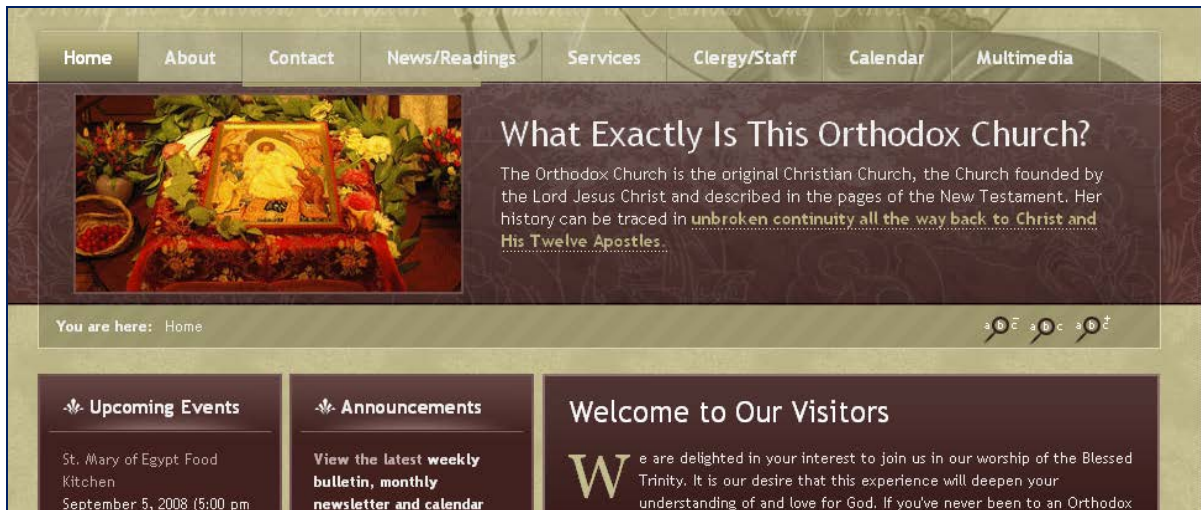 Home About Contact News/Readings Services Clergy/Staff Calendar Multimedia
What Exactly Is This Orthodox Church?
The Orthodox Church is the original Christian Church, the Church founded by
the Lord Jesus Christ and described in the pages of the New Testament. Her
history can be traced in unbroken continuity all the way back to Christ and
His Twelve Apostles.
You are here: Home
a b c - a b c a b c +
Upcoming Events
St. Mary of Egypt Food
Kitchen
September 5, 2008 (5:00 pm
Announcements
View the latest weekly
bulletin, monthly
newsletter and calendar
Welcome to Our Visitors
We are delighted in your interest to join us in our worship of the Blessed
Trinity. It is our desire that this experience will deepen your
understanding of and love for God. If you've never been to an Orthodox